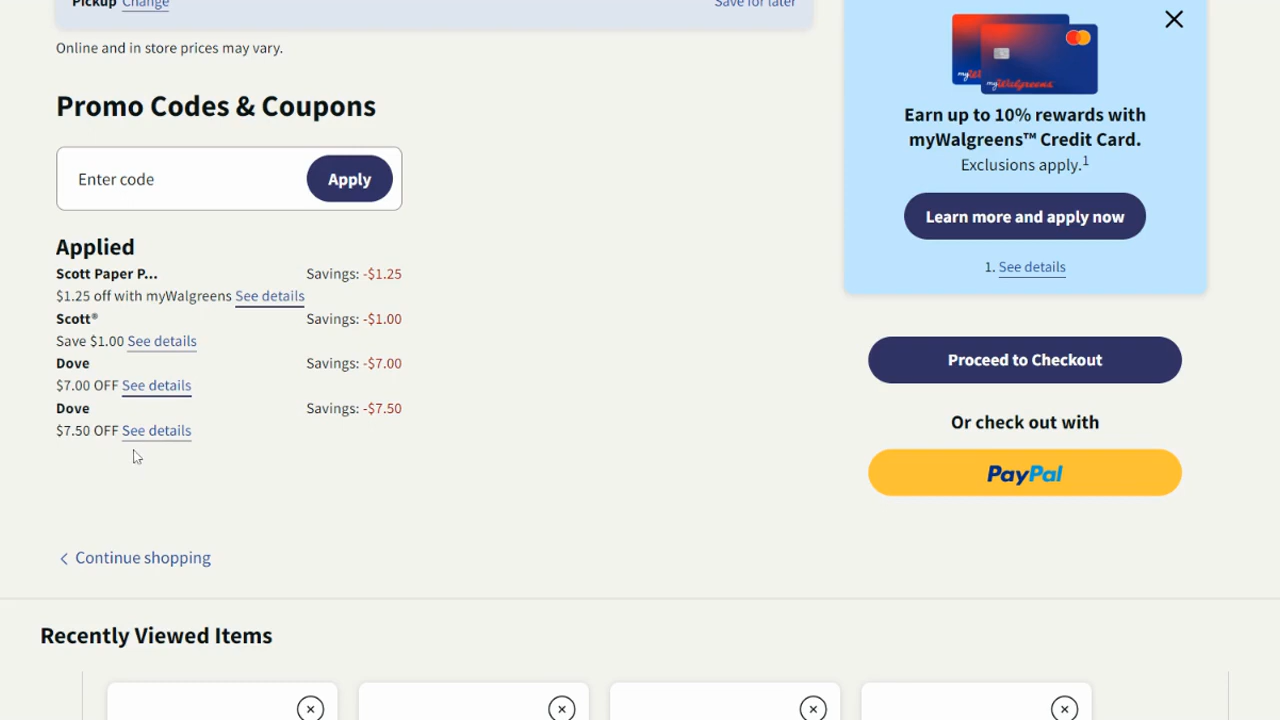 Pickup Change
Save for later
Online and in store prices may vary.
Promo Codes & Coupons
Enter code
Apply
Applied
Scott Paper P... Savings: -$1.25
$1.25 off with myWalgreens See details
Scott® Savings: -$1.00
Save $1.00 See details
Dove Savings: -$7.00
$7.00 OFF See details
Dove Savings: -$7.50
$7.50 OFF See details
< Continue shopping
Recently Viewed Items
myWalgreens
Earn up to 10% rewards with
myWalgreens™ Credit Card.
Exclusions apply.1
Learn more and apply now
1. See details
Proceed to Checkout
Or check out with
PayPal